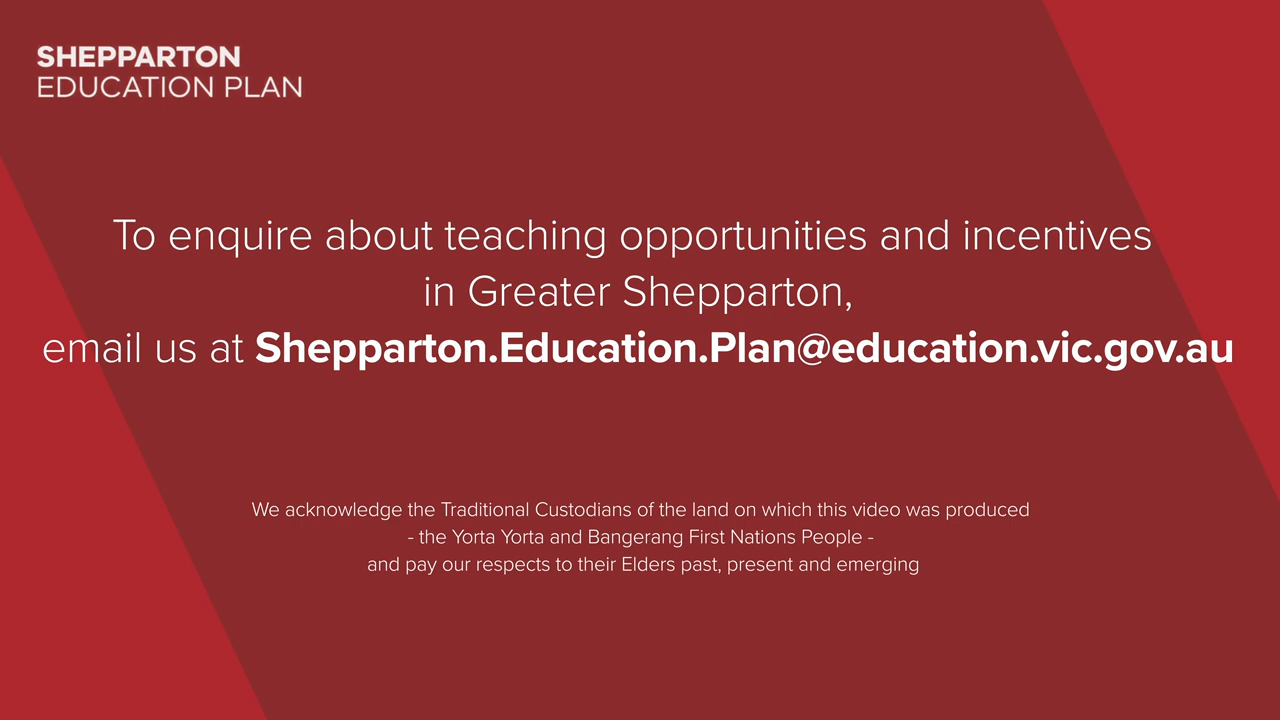 SHEPPARTON
EDUCATION PLAN
To enquire about teaching opportunities and incentives
in Greater Shepparton,
email us at Shepparton.Education.Plan@education.vic.gov.au
We acknowledge the Traditional Custodians of the land on which this video was produced
- the Yorta Yorta and Bangerang First Nations People -
and pay our respects to their Elders past, present and emerging